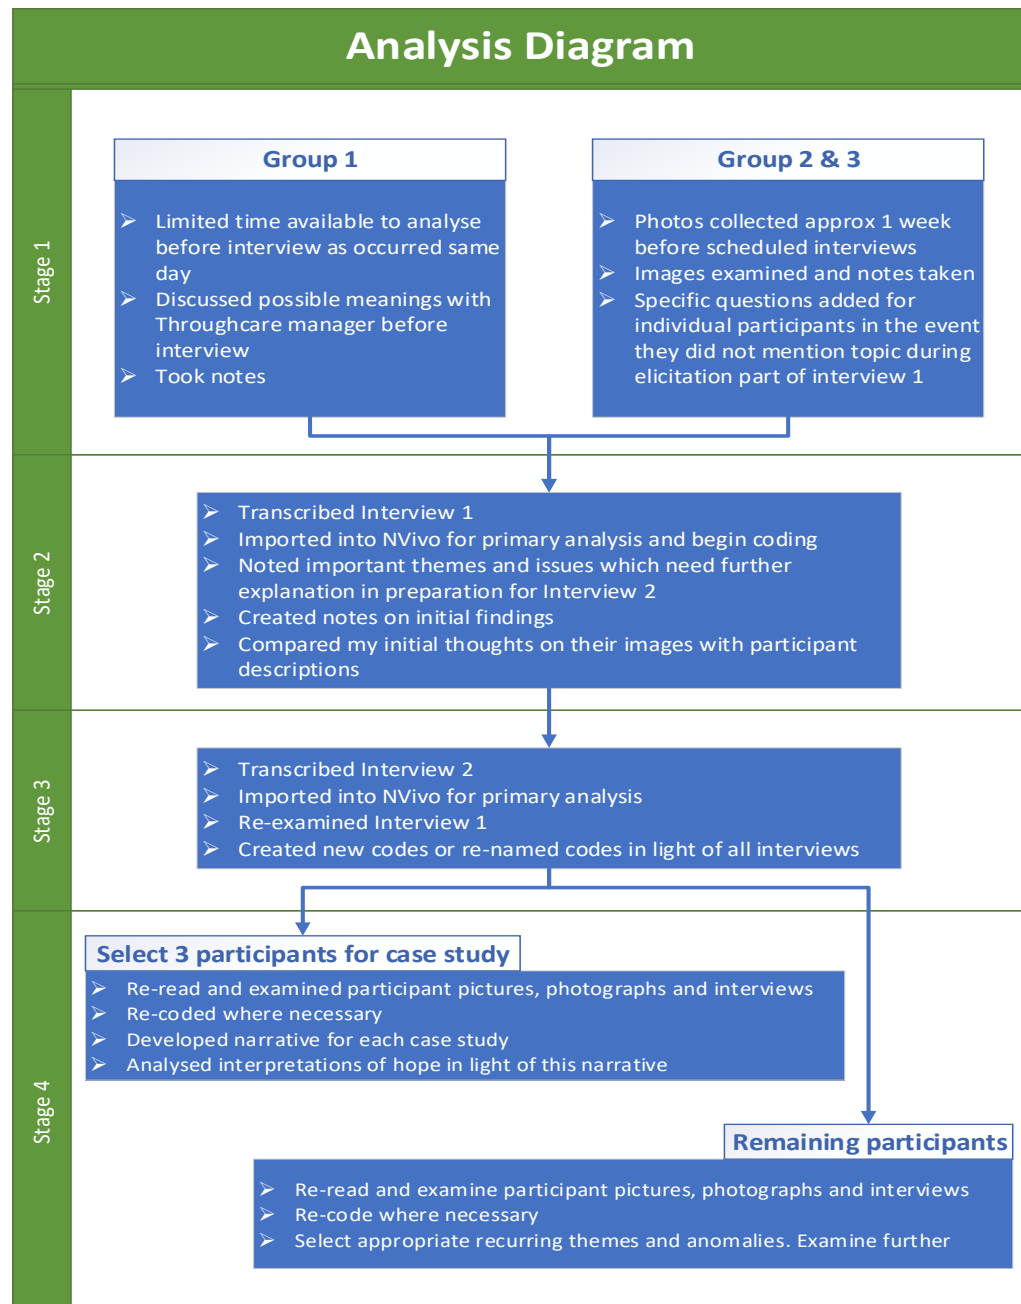 Analysis Diagram
Stage 1
Group 1
➢ Limited time available to analyse
before interview as occurred same
day
➢ Discussed possible meanings with
Throughcare manager before
interview
➢ Took notes
Group 2 & 3
➢ Photos collected approx 1 week
before scheduled interviews
➢ Images examined and notes taken
➢ Specific questions added for
individual participants in the event
they did not mention topic during
elicitation part of interview 1
Stage 2
➢ Transcribed Interview 1
➢ Imported into NVivo for primary analysis and begin coding
➢ Noted important themes and issues which need further
explanation in preparation for Interview 2
➢ Created notes on initial findings
➢ Compared my initial thoughts on their images with participant
descriptions
Stage 3
➢ Transcribed Interview 2
➢ Imported into NVivo for primary analysis
➢ Re-examined Interview 1
➢ Created new codes or re-named codes in light of all interviews
Stage 4
Select 3 participants for case study
➢ Re-read and examined participant pictures, photographs and interviews
➢ Re-coded where necessary
➢ Developed narrative for each case study
➢ Analysed interpretations of hope in light of this narrative
Remaining participants
➢ Re-read and examine participant pictures, photographs and interviews
➢ Re-code where necessary
➢ Select appropriate recurring themes and anomalies. Examine further